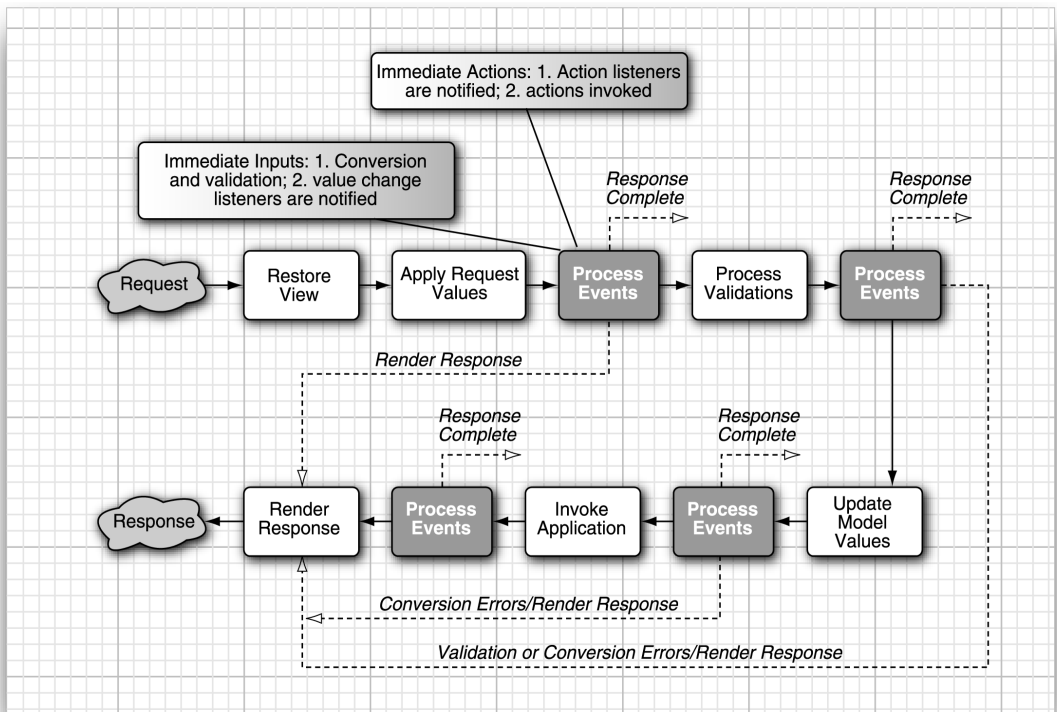 Immediate Actions: 1. Action listeners
are notified; 2. actions invoked
Immediate Inputs: 1. Conversion
and validation; 2. value change
listeners are notified
Response
Complete
Response
Complete
Request
Restore
View
Apply Request
Values
Process
Events
Process
Validations
Process
Events
Render Response
Response
Complete
Response
Complete
Response
Render
Response
Process
Events
Invoke
Application
Process
Events
Update
Model
Values
Conversion Errors/Render Response
Validation or Conversion Errors/Render Response